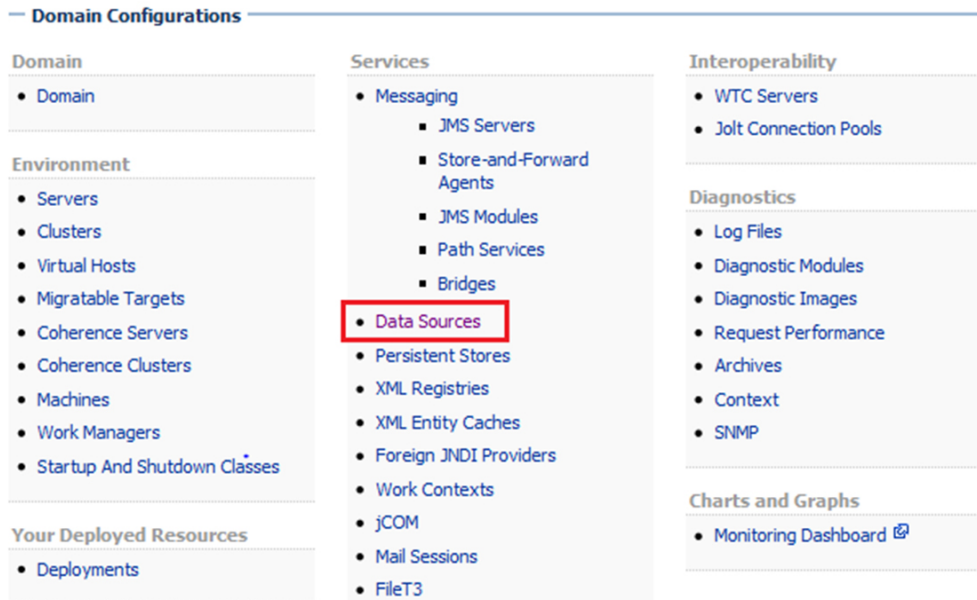 Domain Configurations
Domain
Domain
Environment
Servers
Clusters
Virtual Hosts
Migratable Targets
Coherence Servers
Coherence Clusters
Machines
Work Managers
Startup And Shutdown Classes
Your Deployed Resources
Deployments
Services
Messaging
JMS Servers
Store-and-Forward
Agents
JMS Modules
Path Services
Bridges
Data Sources
Persistent Stores
XML Registries
XML Entity Caches
Foreign JNDI Providers
Work Contexts
jCOM
Mail Sessions
FileT3
Interoperability
WTC Servers
Jolt Connection Pools
Diagnostics
Log Files
Diagnostic Modules
Diagnostic Images
Request Performance
Archives
Context
SNMP
Charts and Graphs
Monitoring Dashboard